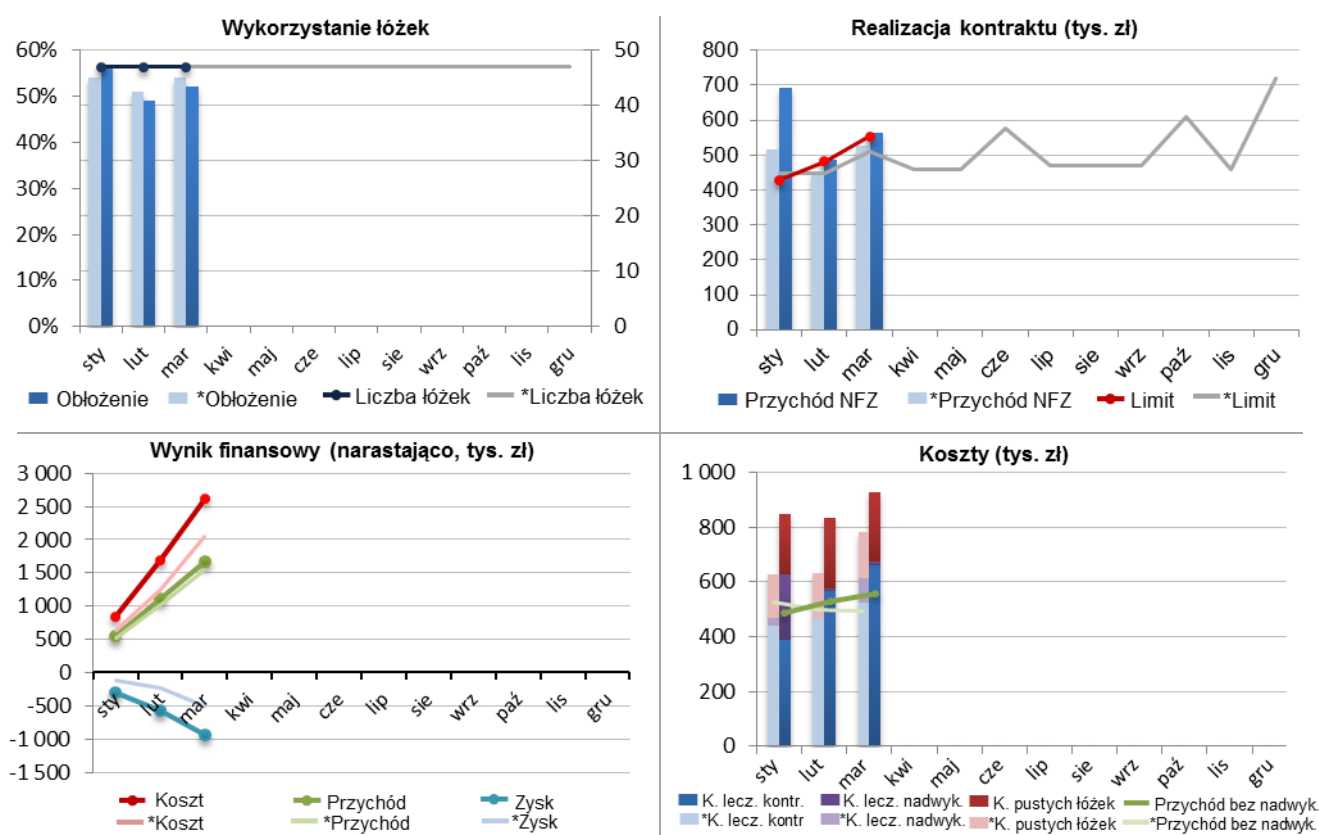 Wykorzystanie łóżek
60%
50%
40%
30%
20%
10%
0%
50
40
30
20
10
0
sty lut mar kwi maj cze lip sie wrz paź lis gru
Obłożenie *Obłożenie Liczba łóżek *Liczba łóżek
Realizacja kontraktu (tys. zł)
800
700
600
500
400
300
200
100
0
sty lut mar kwi maj cze lip sie wrz paź lis gru
Przychód NFZ *Przychód NFZ Limit *Limit
Wynik finansowy (narastająco, tys. zł)
3 000
2 500
2 000
1 500
1 000
500
0
-500
-1 000
-1 500
sty lut mar kwi maj cze lip sie wrz paź lis gru
Koszt Przychód Zysk
*Koszt *Przychód *Zysk
Koszty (tys. zł)
1 000
800
600
400
200
0
sty lut mar kwi maj cze lip sie wrz paź lis gru
K. lecz. kontr. K. lecz. nadwyk. K. pustych łóżek Przychód bez nadwyk.
*K. lecz. kontr *K. lecz. nadwyk. *K. pustych łóżek *Przychód bez nadwyk.